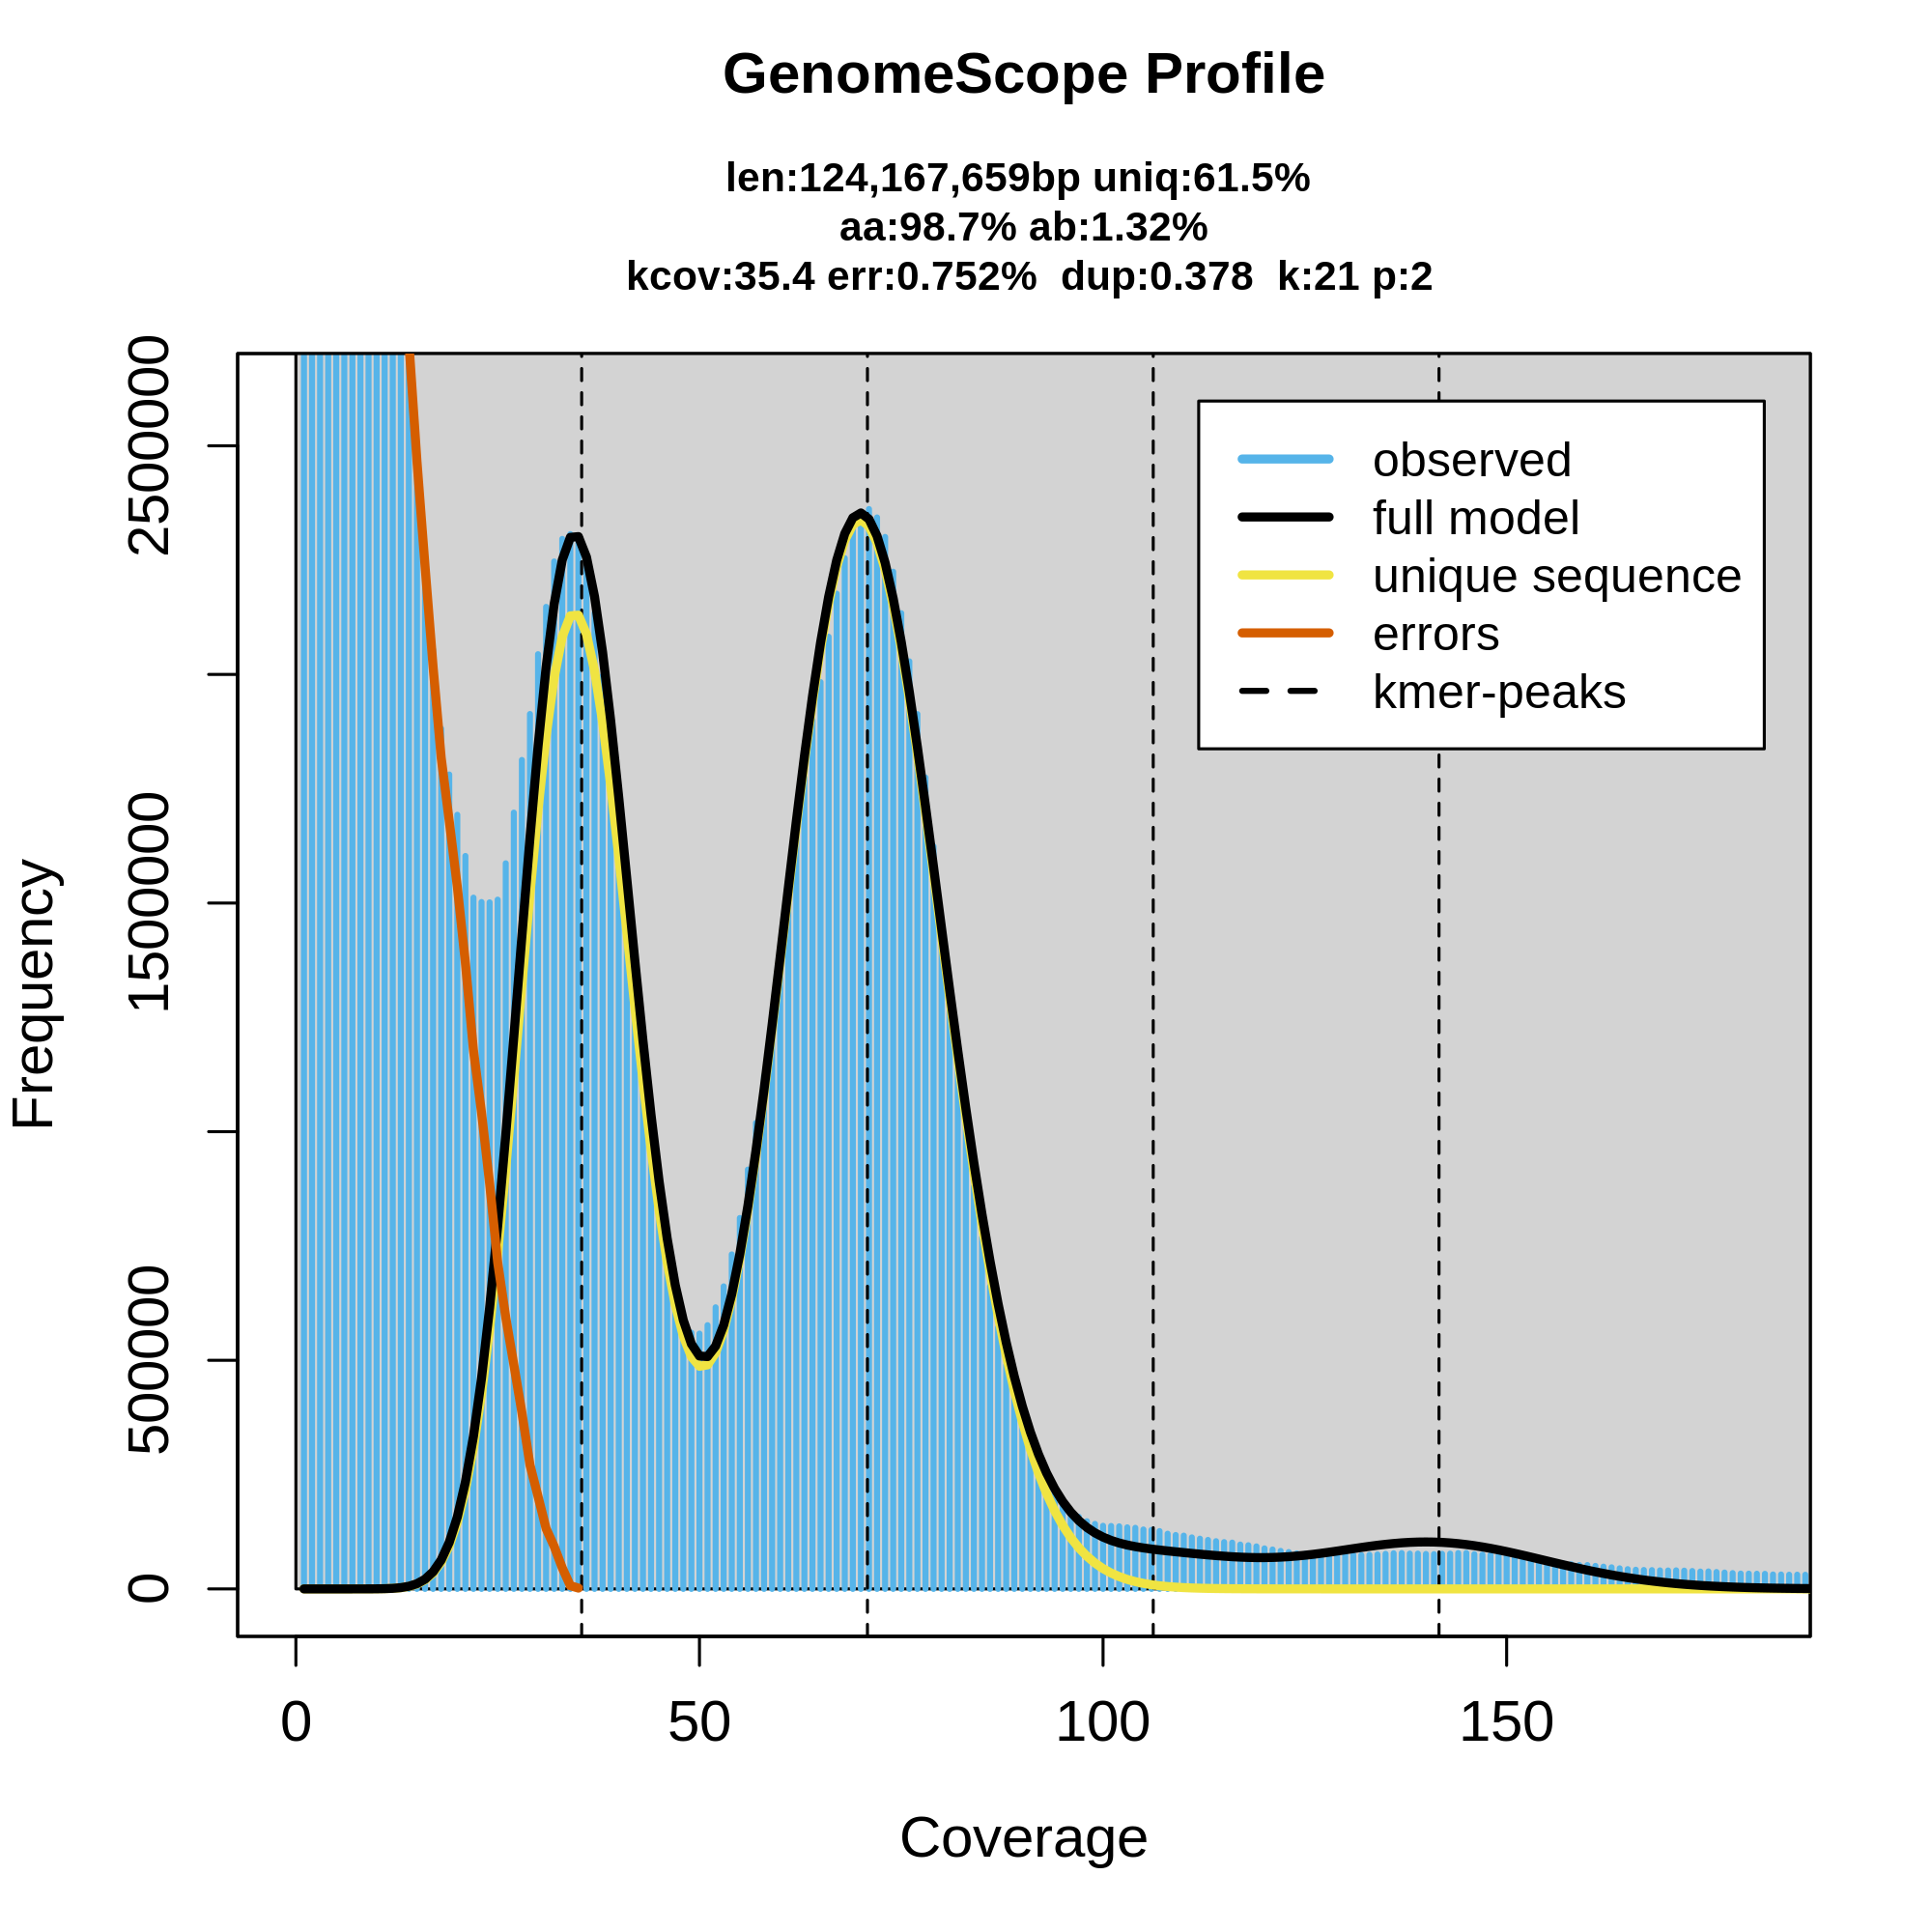 GenomeScope Profile
len:124,167,659bp uniq:61.5%
aa:98.7% ab:1.32%
kcov:35.4 err:0.752%  dup:0.378  k:21 p:2
observed
full model
unique sequence
errors
kmer-peaks
Frequency
2500000
1500000
500000
0
0 50 100 150
Coverage